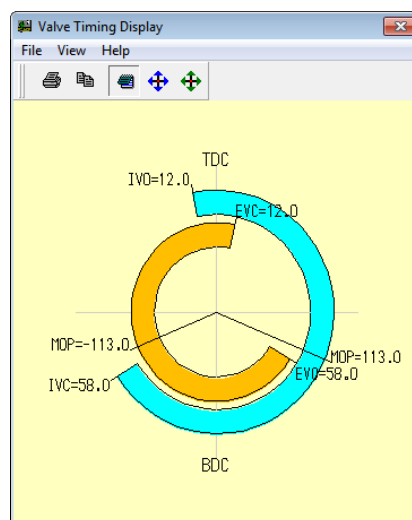 Valve Timing Display
File View Help
TDC
IVO=12.0
EVC=12.0
MOP=-113.0
MOP=113.0
IVC=58.0
EVO=58.0
BDC